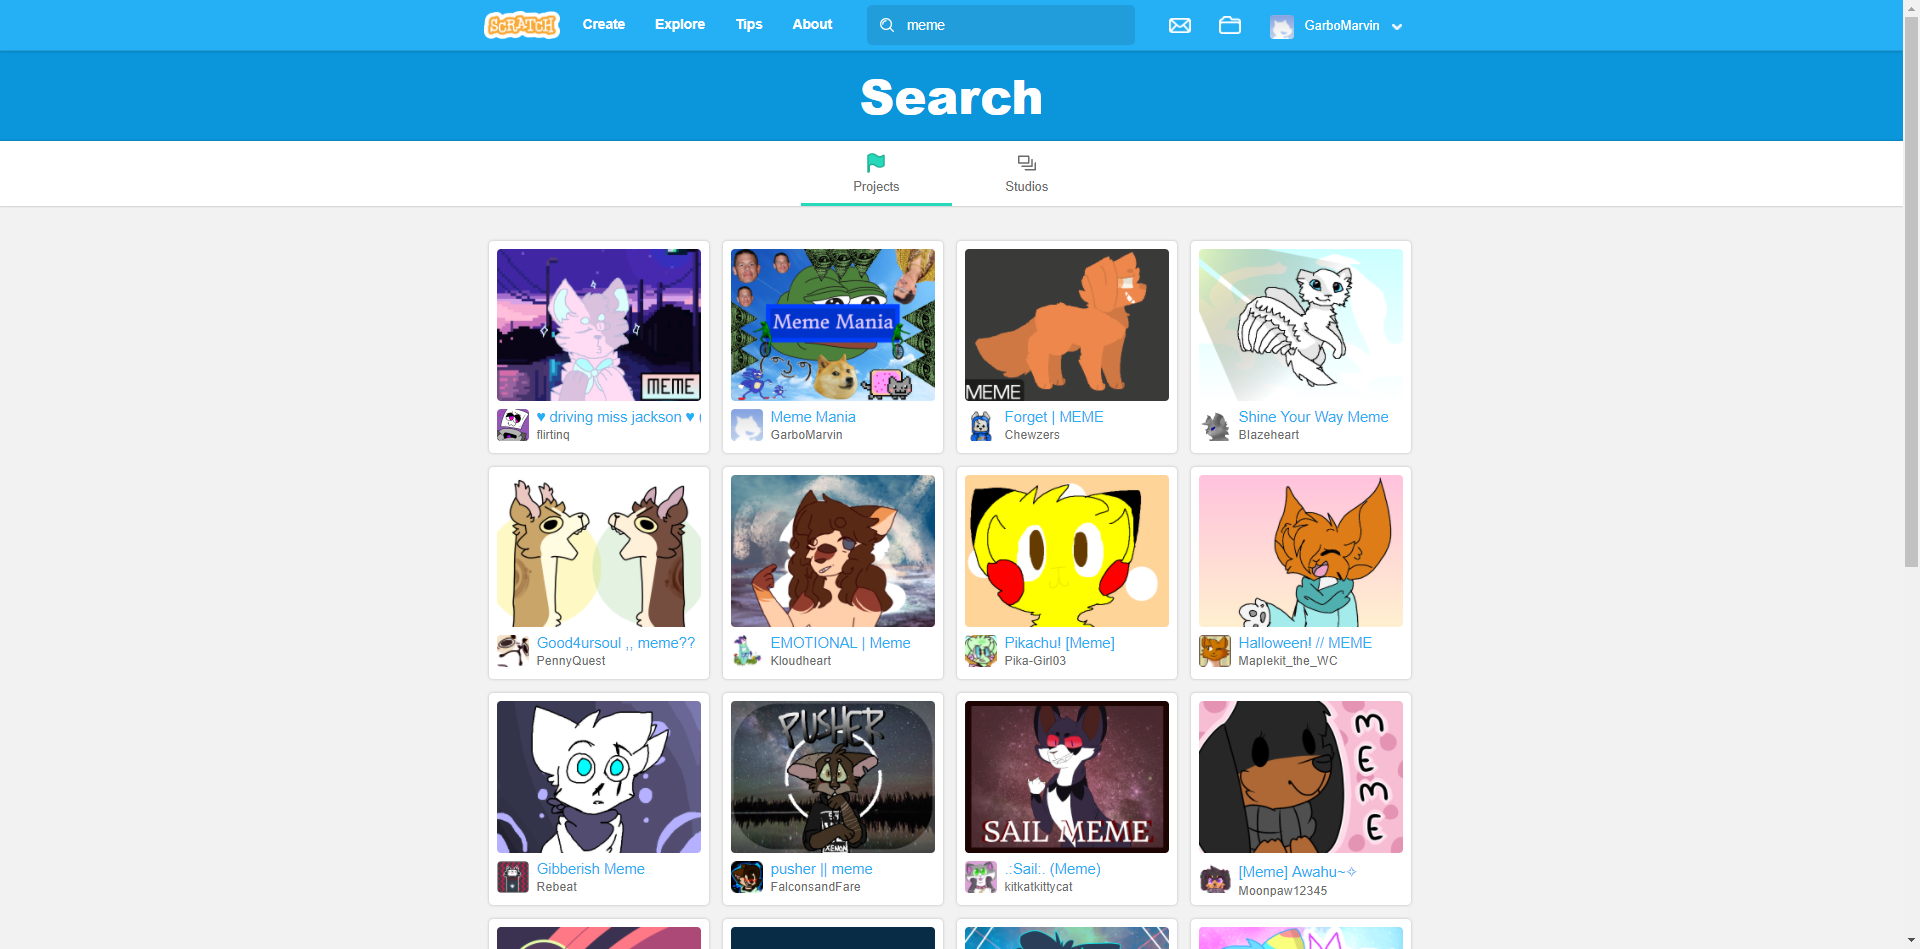 SCRATCH Create Explore Tips About meme GarboMarvin
Search
Projects Studios
MEME
Meme Mania
MEME
♥ driving miss jackson ♥ (
flirtinq
Meme Mania
GarboMarvin
Forget | MEME
Chewzers
Shine Your Way Meme
Blazeheart
Good4ursoul ,, meme??
PennyQuest
EMOTIONAL | Meme
Kloudheart
Pikachu! [Meme]
Pika-Girl03
Halloween! // MEME
Maplekit_the_WC
PUSHER
XENON
SAIL MEME
MEME
Gibberish Meme
Rebeat
pusher || meme
FalconsandFare
.:Sail:. (Meme)
kitkatkittycat
[Meme] Awahu~✧
Moonpaw12345